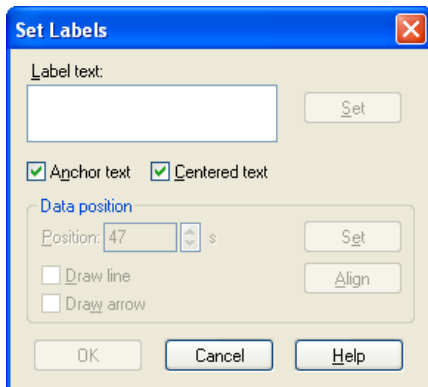 Set Labels
Label text:
Set
Anchor text Centered text
Data position
Position: 47 s Set
Draw line Align
Draw arrow
OK Cancel Help